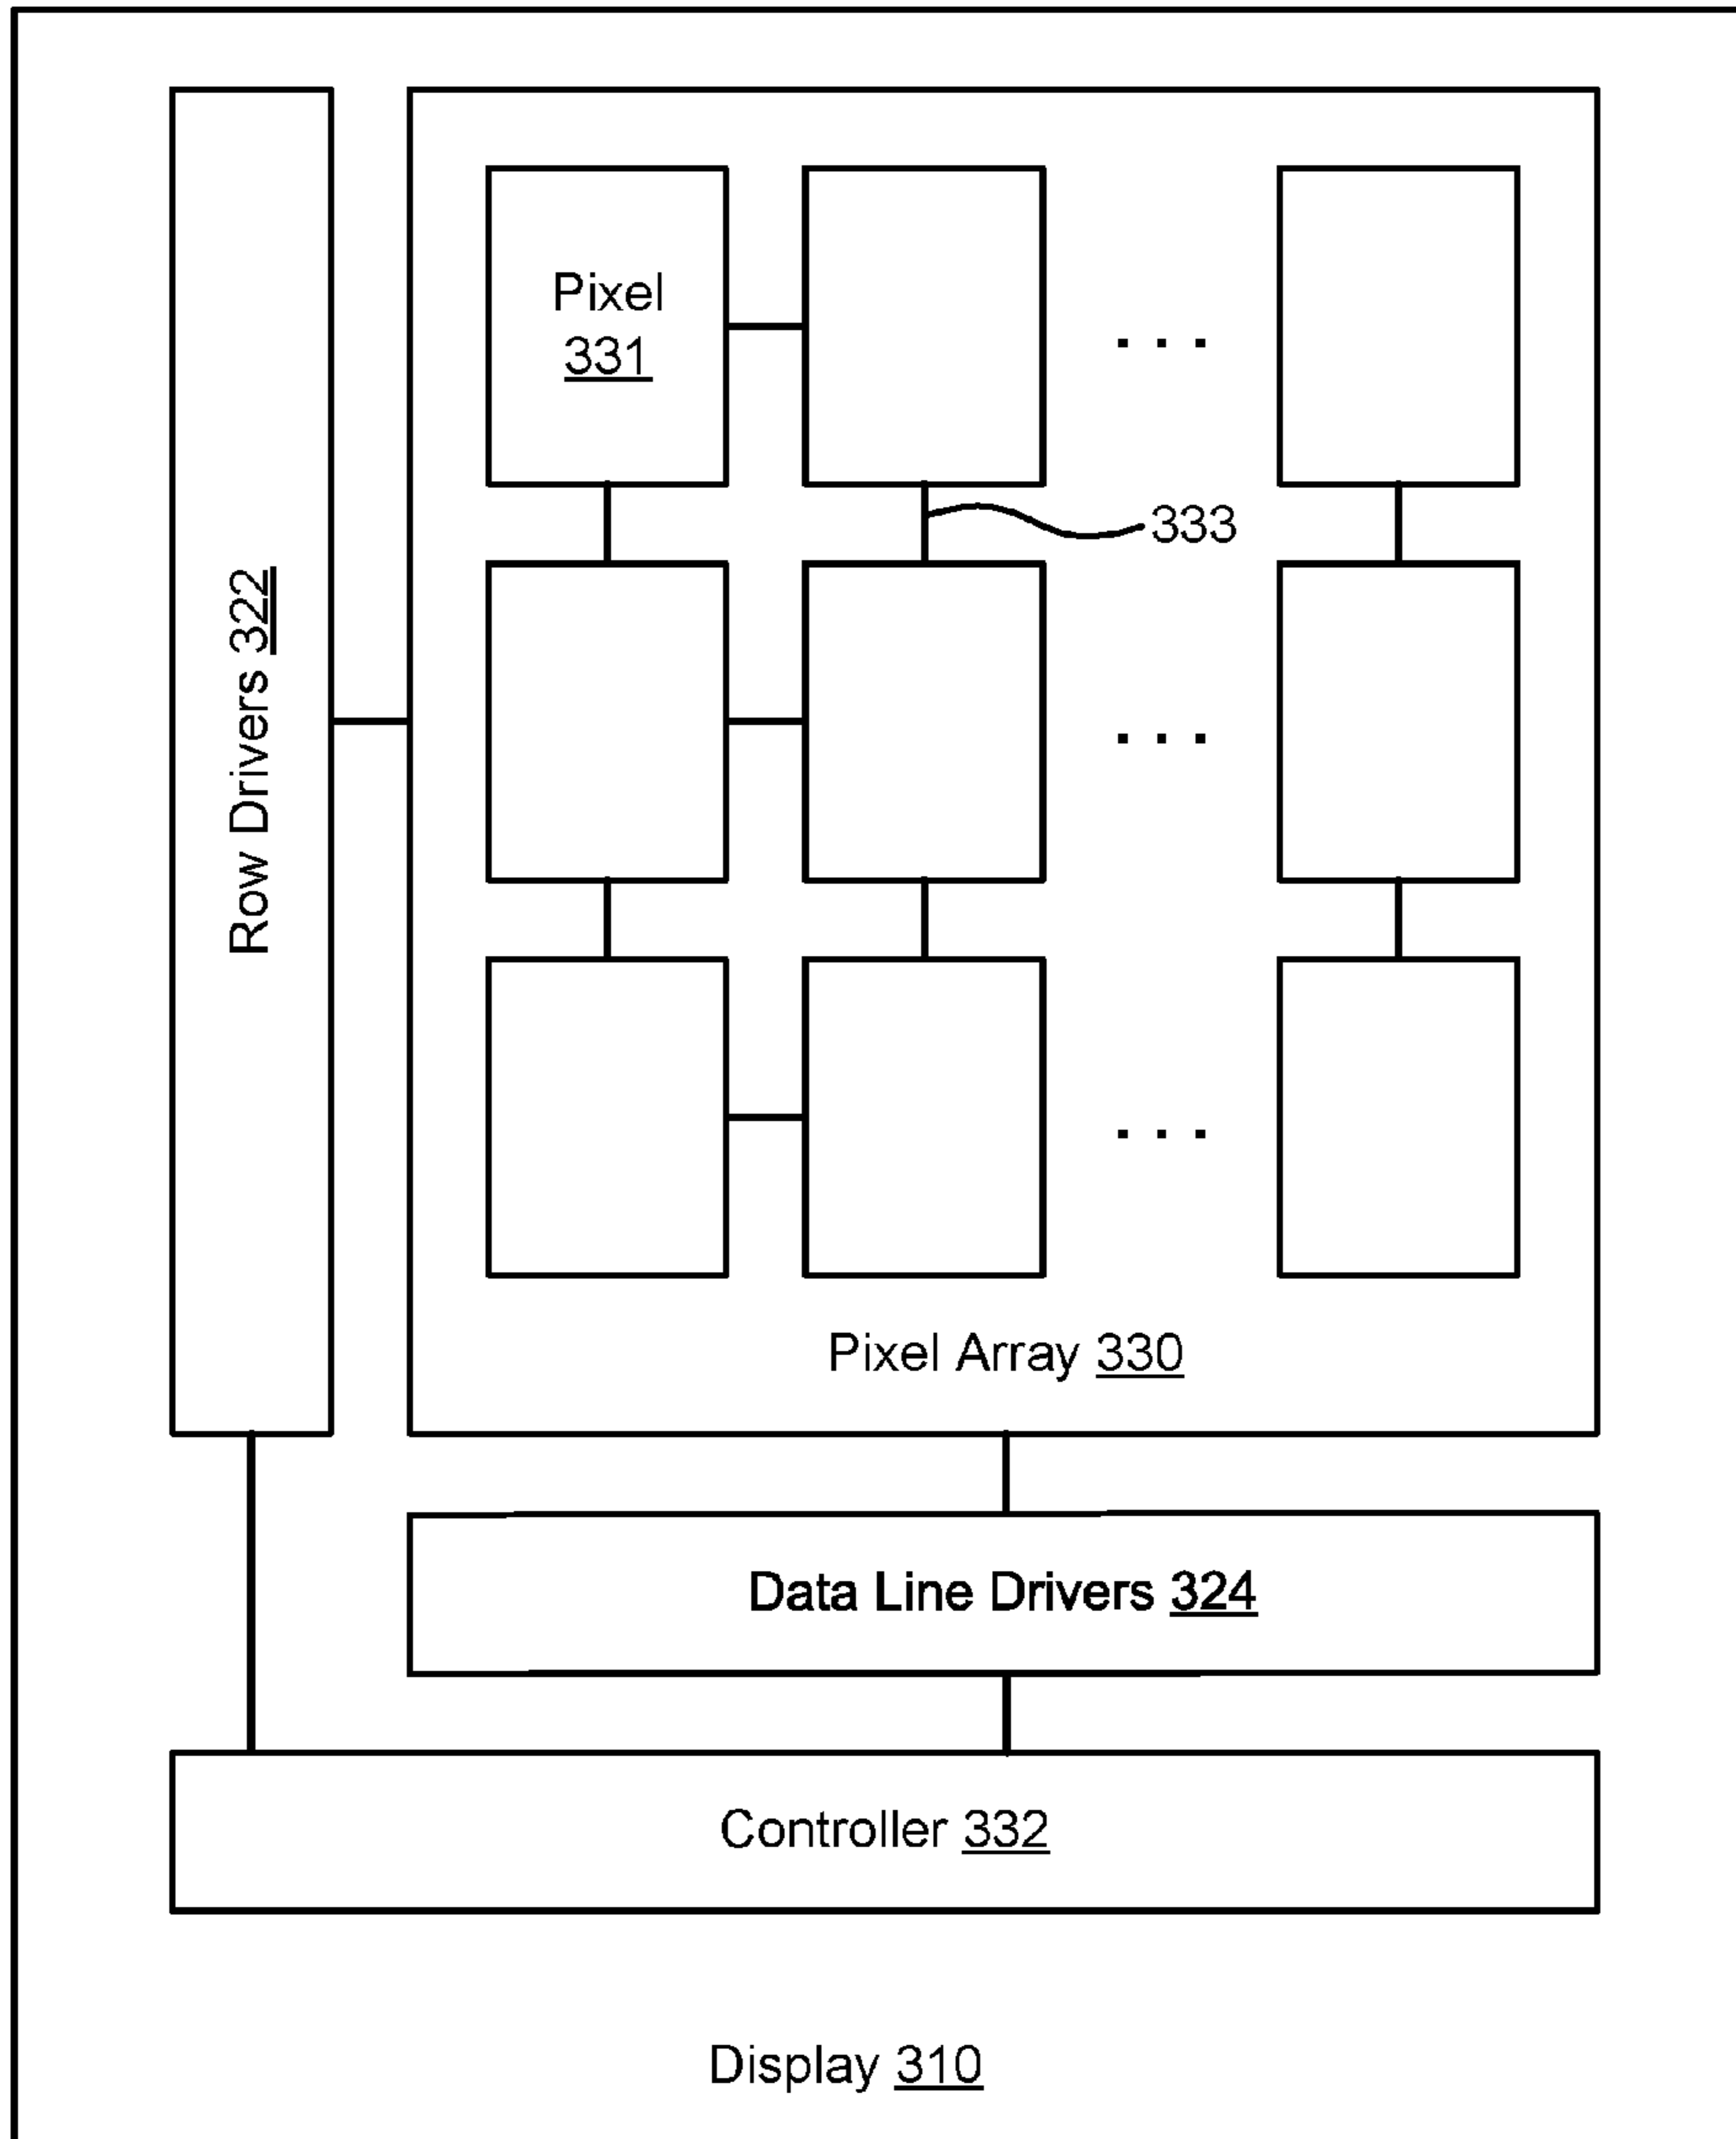 Pixel
331
333
Row Drivers 322
Pixel Array 330
Data Line Drivers 324
Controller 332
Display 310